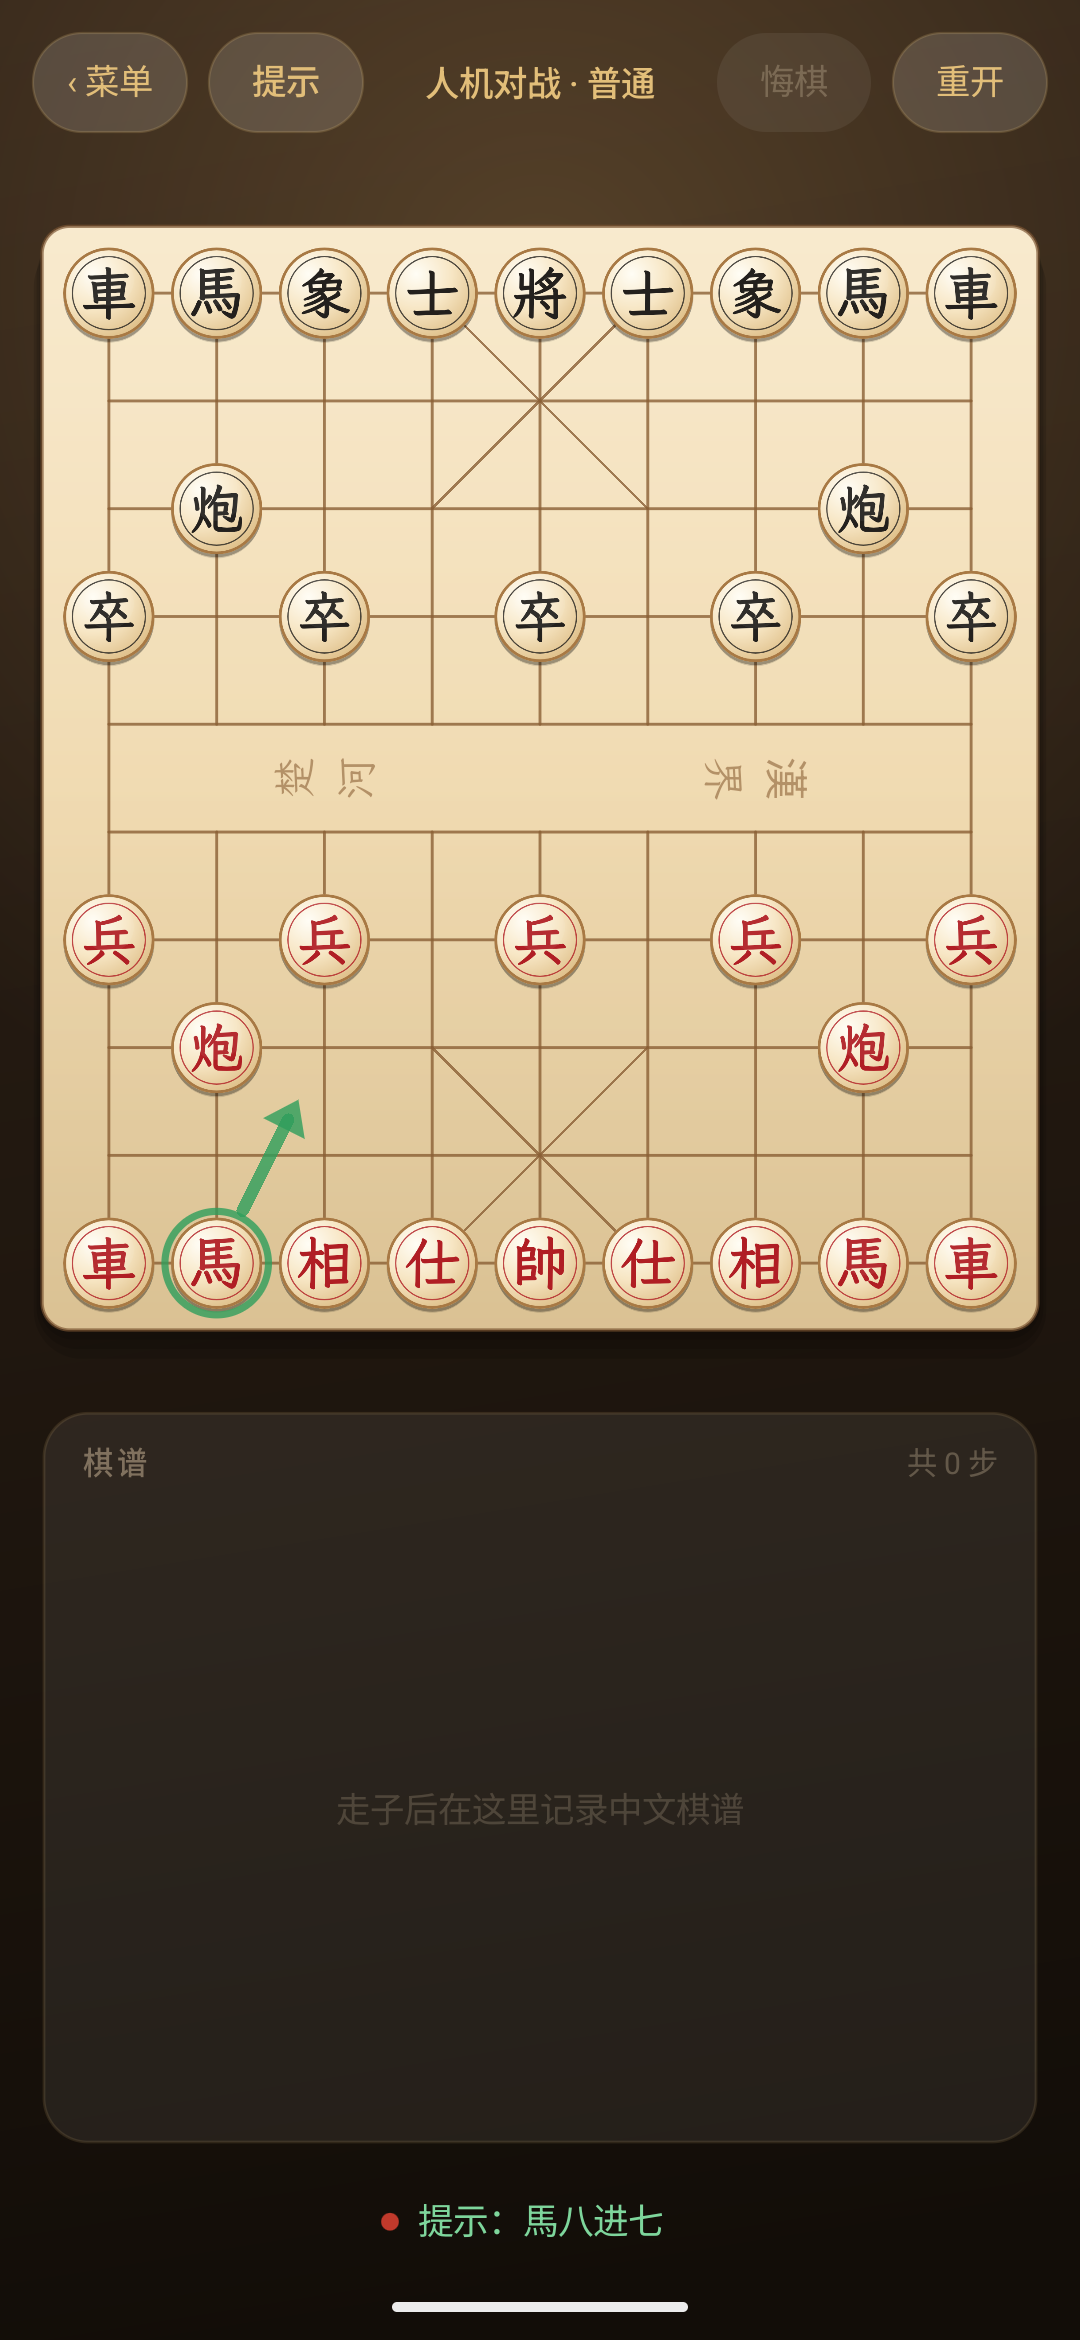 ‹ 菜单 提示 人机对战 · 普通 悔棋 重开
車 馬 象 士 將 士 象 馬 車
炮 炮
卒 卒 卒 卒 卒
楚 河 界 漢
兵 兵 兵 兵 兵
炮 炮
車 馬 相 仕 帥 仕 相 馬 車
棋谱 共 0 步
走子后在这里记录中文棋谱
提示：馬八进七